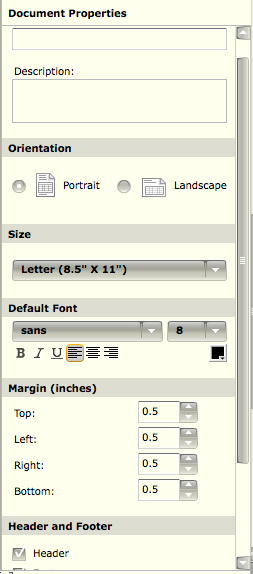 Document Properties
Description:
Orientation
Portrait Landscape
Size
Letter (8.5" X 11")
Default Font
sans 8
B I U
Margin (inches)
Top: 0.5
Left: 0.5
Right: 0.5
Bottom: 0.5
Header and Footer
Header